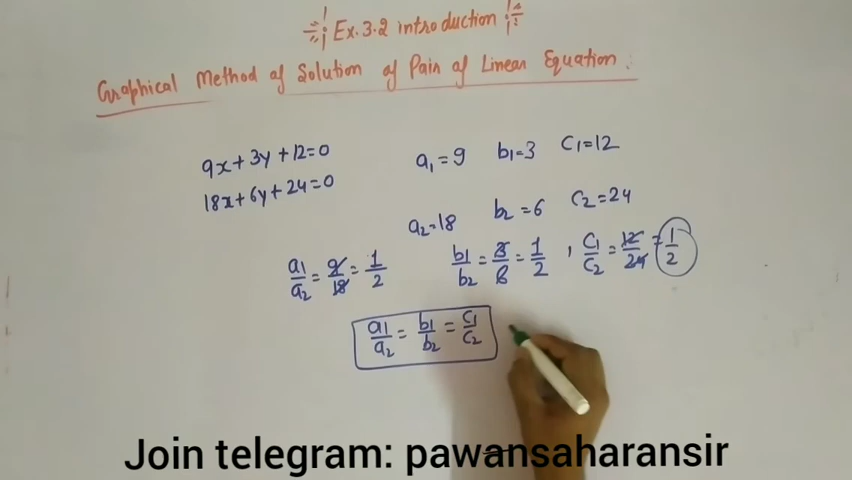 Ex. 3.2 introduction
Graphical Method of Solution of Pair of Linear Equation :
9x + 3y + 12 = 0
18x + 6y + 24 = 0
a₁ = 9 b₁ = 3 C₁ = 12
a₂ = 18 b₂ = 6 C₂ = 24
a₁/a₂ = 9/18 = 1/2 b₁/b₂ = 3/6 = 1/2 , C₁/C₂ = 12/24 = 1/2
a₁/a₂ = b₁/b₂ = C₁/C₂
Join telegram: pawansaharansir